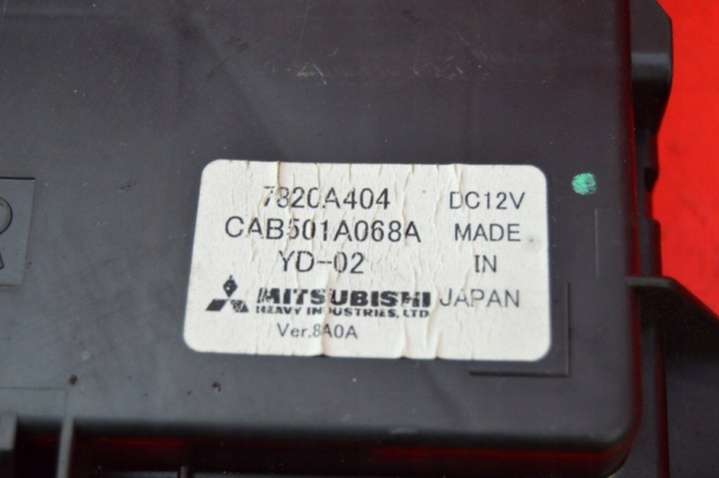 7820A404 DC12V
CAB501A068A MADE
YD-02 IN
MITSUBISHI JAPAN
HEAVY INDUSTRIES, LTD
Ver.8A0A
R